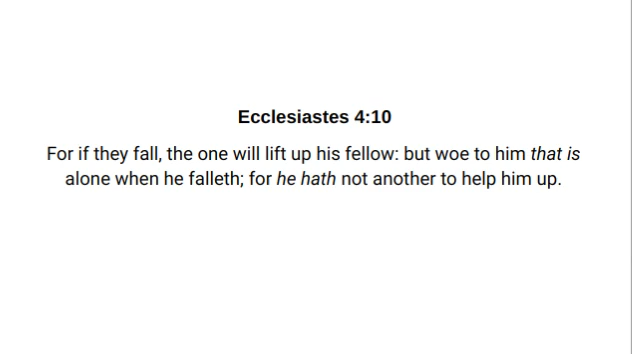 Ecclesiastes 4:10
For if they fall, the one will lift up his fellow: but woe to him that is
alone when he falleth; for he hath not another to help him up.